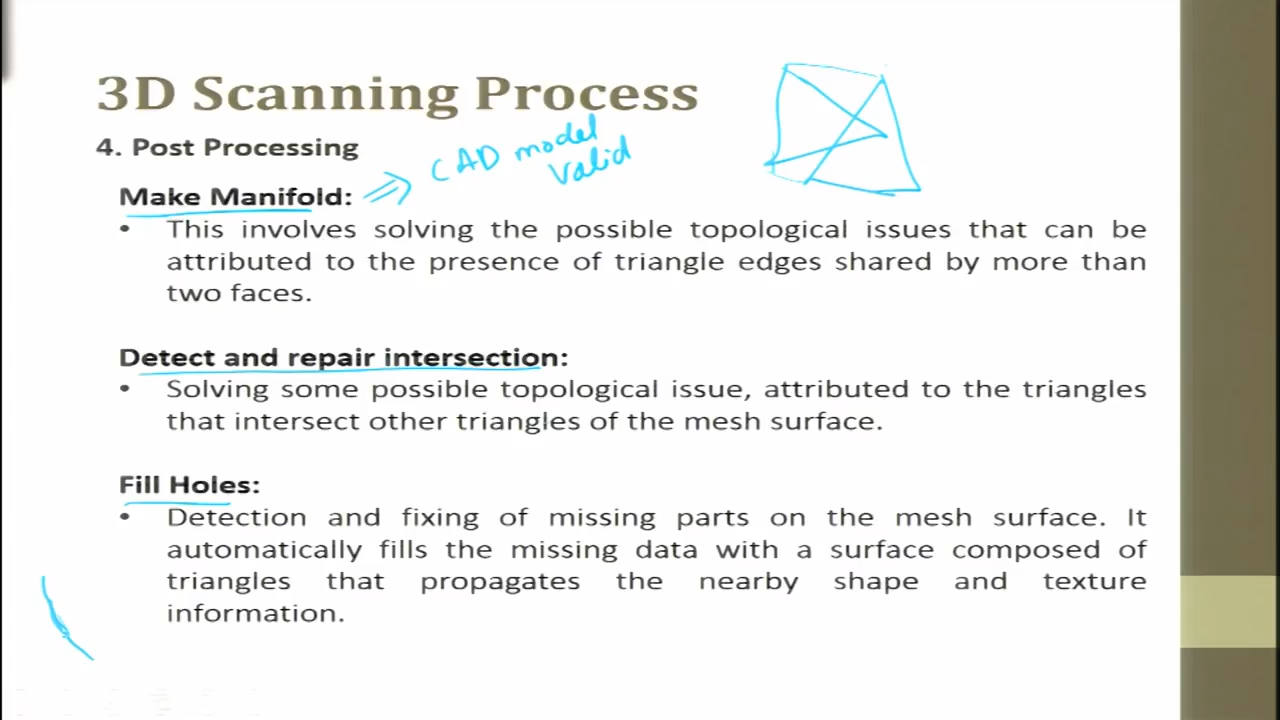 3D Scanning Process
4. Post Processing
CAD model
valid
Make Manifold:
• This involves solving the possible topological issues that can be
attributed to the presence of triangle edges shared by more than
two faces.
Detect and repair intersection:
• Solving some possible topological issue, attributed to the triangles
that intersect other triangles of the mesh surface.
Fill Holes:
• Detection and fixing of missing parts on the mesh surface. It
automatically fills the missing data with a surface composed of
triangles that propagates the nearby shape and texture
information.